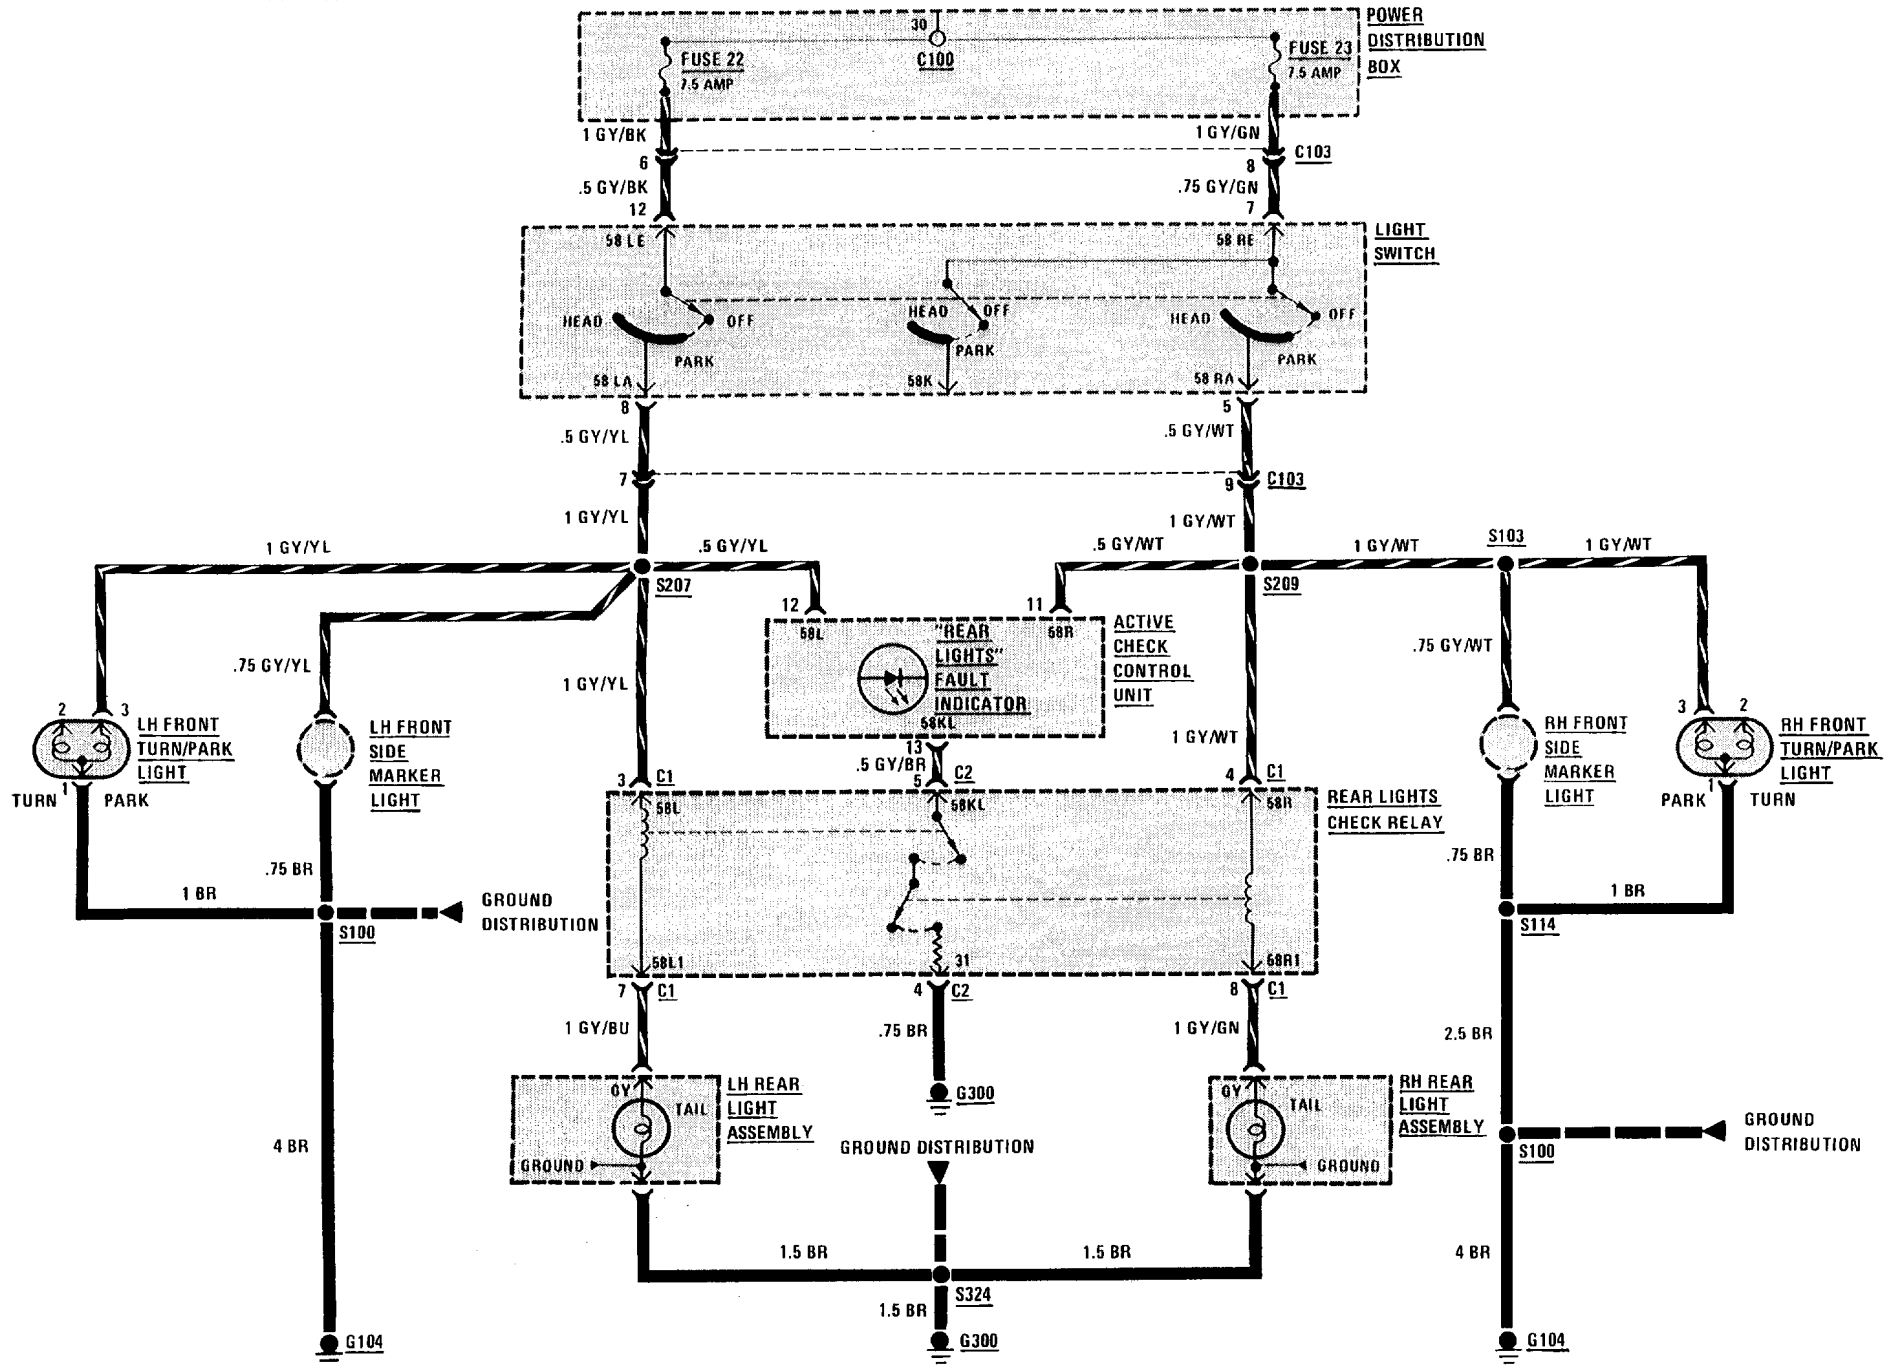 30
C100
FUSE 22
7.5 AMP
FUSE 23
7.5 AMP
POWER
DISTRIBUTION
BOX
1 GY/BK
1 GY/GN
6
8
C103
.5 GY/BK
.75 GY/GN
12
7
58 LE
58 RE
LIGHT
SWITCH
HEAD
OFF
PARK
HEAD
OFF
PARK
HEAD
OFF
PARK
58 LA
58K
58 RA
8
5
.5 GY/YL
.5 GY/WT
7
9
C103
1 GY/YL
1 GY/WT
1 GY/YL
.5 GY/YL
.5 GY/WT
1 GY/WT
S103
1 GY/WT
S207
S209
12
11
58L
58R
"REAR
LIGHTS"
FAULT
INDICATOR
58KL
ACTIVE
CHECK
CONTROL
UNIT
.75 GY/YL
1 GY/YL
.75 GY/WT
1 GY/WT
2
3
LH FRONT
TURN/PARK
LIGHT
TURN
1
PARK
LH FRONT
SIDE
MARKER
LIGHT
RH FRONT
SIDE
MARKER
LIGHT
3
2
RH FRONT
TURN/PARK
LIGHT
PARK
1
TURN
13
.5 GY/BR
3
C1
5
C2
4
C1
58L
58KL
58R
REAR LIGHTS
CHECK RELAY
.75 BR
1 BR
GROUND
DISTRIBUTION
S100
.75 BR
1 BR
S114
58L1
31
58R1
7
C1
4
C2
8
C1
1 GY/BU
.75 BR
1 GY/GN
2.5 BR
GY
TAIL
GROUND
LH REAR
LIGHT
ASSEMBLY
G300
GY
TAIL
GROUND
RH REAR
LIGHT
ASSEMBLY
GROUND DISTRIBUTION
4 BR
GROUND
DISTRIBUTION
S100
1.5 BR
1.5 BR
4 BR
S324
1.5 BR
G104
G300
G104